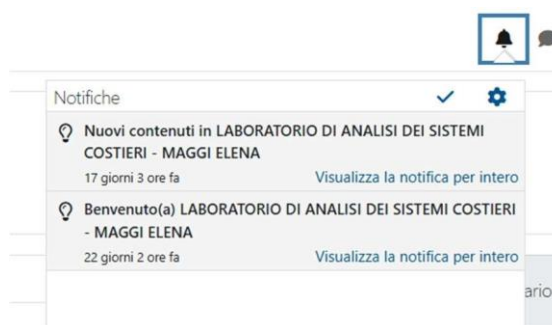 Notifiche
Nuovi contenuti in LABORATORIO DI ANALISI DEI SISTEMI
COSTIERI - MAGGI ELENA
17 giorni 3 ore fa
Visualizza la notifica per intero
Benvenuto(a) LABORATORIO DI ANALISI DEI SISTEMI COSTIERI
- MAGGI ELENA
22 giorni 2 ore fa
Visualizza la notifica per intero
ario